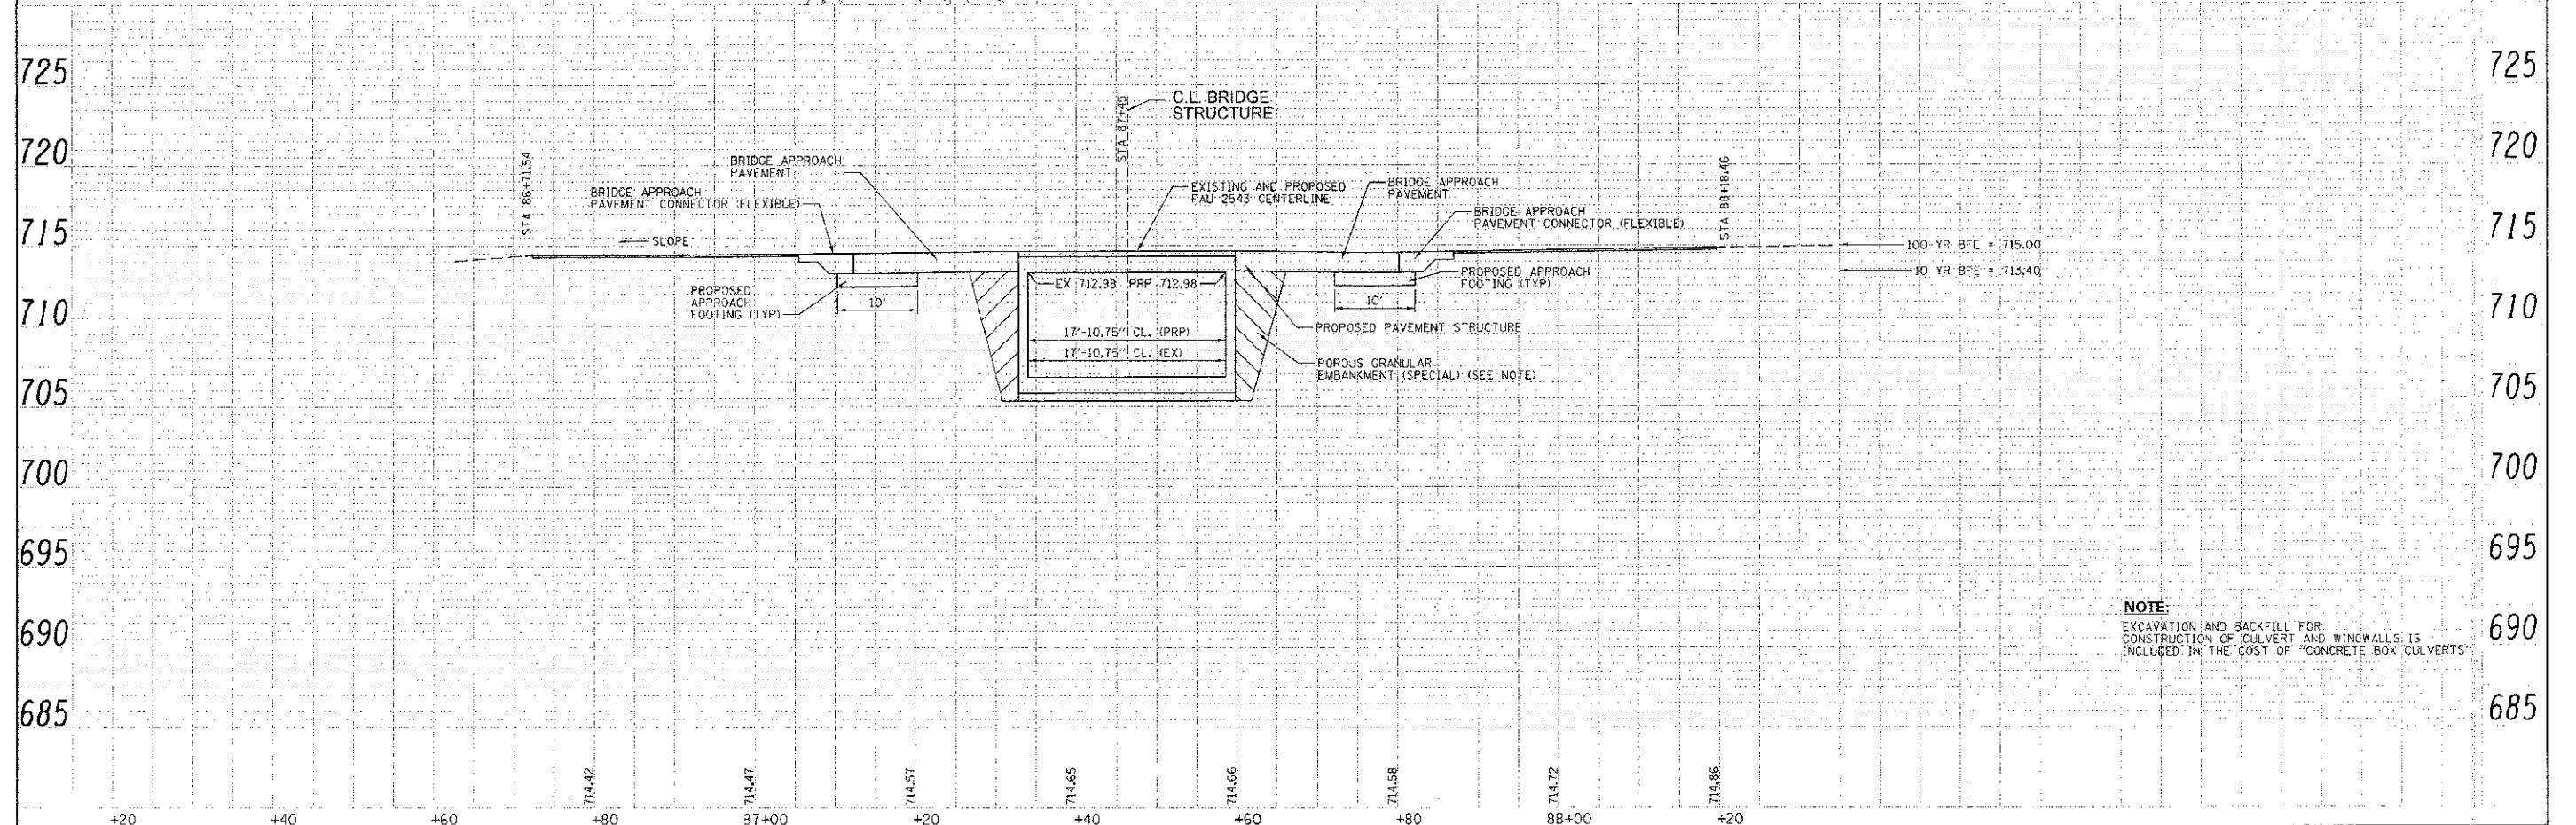 725
725
C.L. BRIDGE
STRUCTURE
STA 87+46
720
720
STA 86+71.54
BRIDGE APPROACH
PAVEMENT
BRIDGE APPROACH
PAVEMENT CONNECTOR (FLEXIBLE)
EXISTING AND PROPOSED
FAU 2543 CENTERLINE
BRIDGE APPROACH
PAVEMENT
BRIDGE APPROACH
PAVEMENT CONNECTOR (FLEXIBLE)
STA 88+18.46
715
715
SLOPE
100-YR BFE = 715.00
10 YR BFE = 713.40
PROPOSED
APPROACH
FOOTING (TYP)
10'
EX 712.98 PRP 712.98
10'
PROPOSED APPROACH
FOOTING (TYP)
710
710
17'-10.75" CL. (PRP)
17'-10.75" CL. (EX)
PROPOSED PAVEMENT STRUCTURE
POROUS GRANULAR
EMBANKMENT (SPECIAL) (SEE NOTE)
705
705
700
700
695
695
690
690
NOTE:
EXCAVATION AND BACKFILL FOR
CONSTRUCTION OF CULVERT AND WINGWALLS IS
INCLUDED IN THE COST OF "CONCRETE BOX CULVERTS"
685
685
714.42
714.47
714.57
714.65
714.66
714.58
714.72
714.86
+20
+40
+60
+80
87+00
+20
+40
+60
+80
88+00
+20